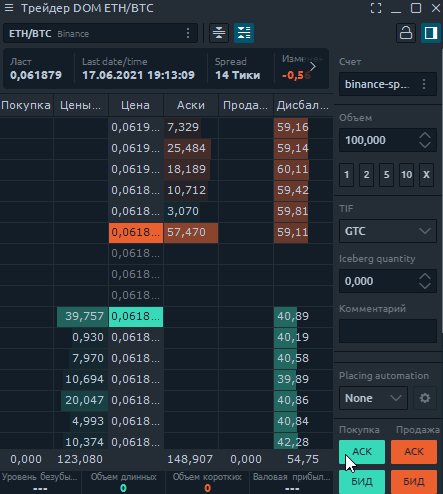 Трейдер DOM ETH/BTC
ETH/BTC Binance
Ласт Last date/time Spread Измене
0,061879 17.06.2021 19:13:09 14 Тики
Покупка Цены... Цена Аски Прода... Дисбал...
0,0619... 7,329 59,16
0,0619... 25,484 59,14
0,0619... 18,189 60,11
0,0619... 10,712 59,42
0,0619... 3,070 59,81
0,0618... 57,470 59,11
0,0618...
0,0618...
0,0618...
39,757 0,0618... 40,89
0,930 0,0618... 40,19
7,970 0,0618... 40,58
10,694 0,0618... 39,89
20,047 0,0618... 40,86
4,993 0,0618... 40,84
10,374 0,0618... 42,28
0,000 123,080 148,907 0,000 54,75
Уровень безубы... Объем длинных Объем коротких Валовая прибыл...
--- 0 0 ---
Счет
binance-sp...
Объем
100,000
1 2 5 10 X
TIF
GTC
Iceberg quantity
0,000
Комментарий
Placing automation
None
Покупка Продажа
АСК АСК
БИД БИД